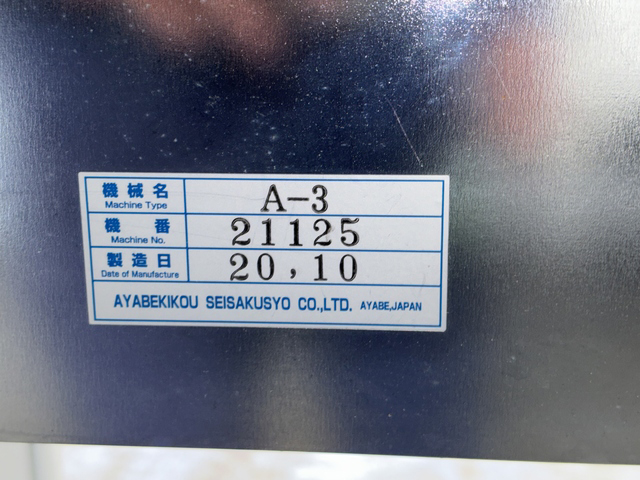 機械名 A-3
Machine Type
機番 21125
Machine No.
製造日 20,10
Date of Manufacture
AYABEKIKOU SEISAKUSYO CO.,LTD. AYABE,JAPAN